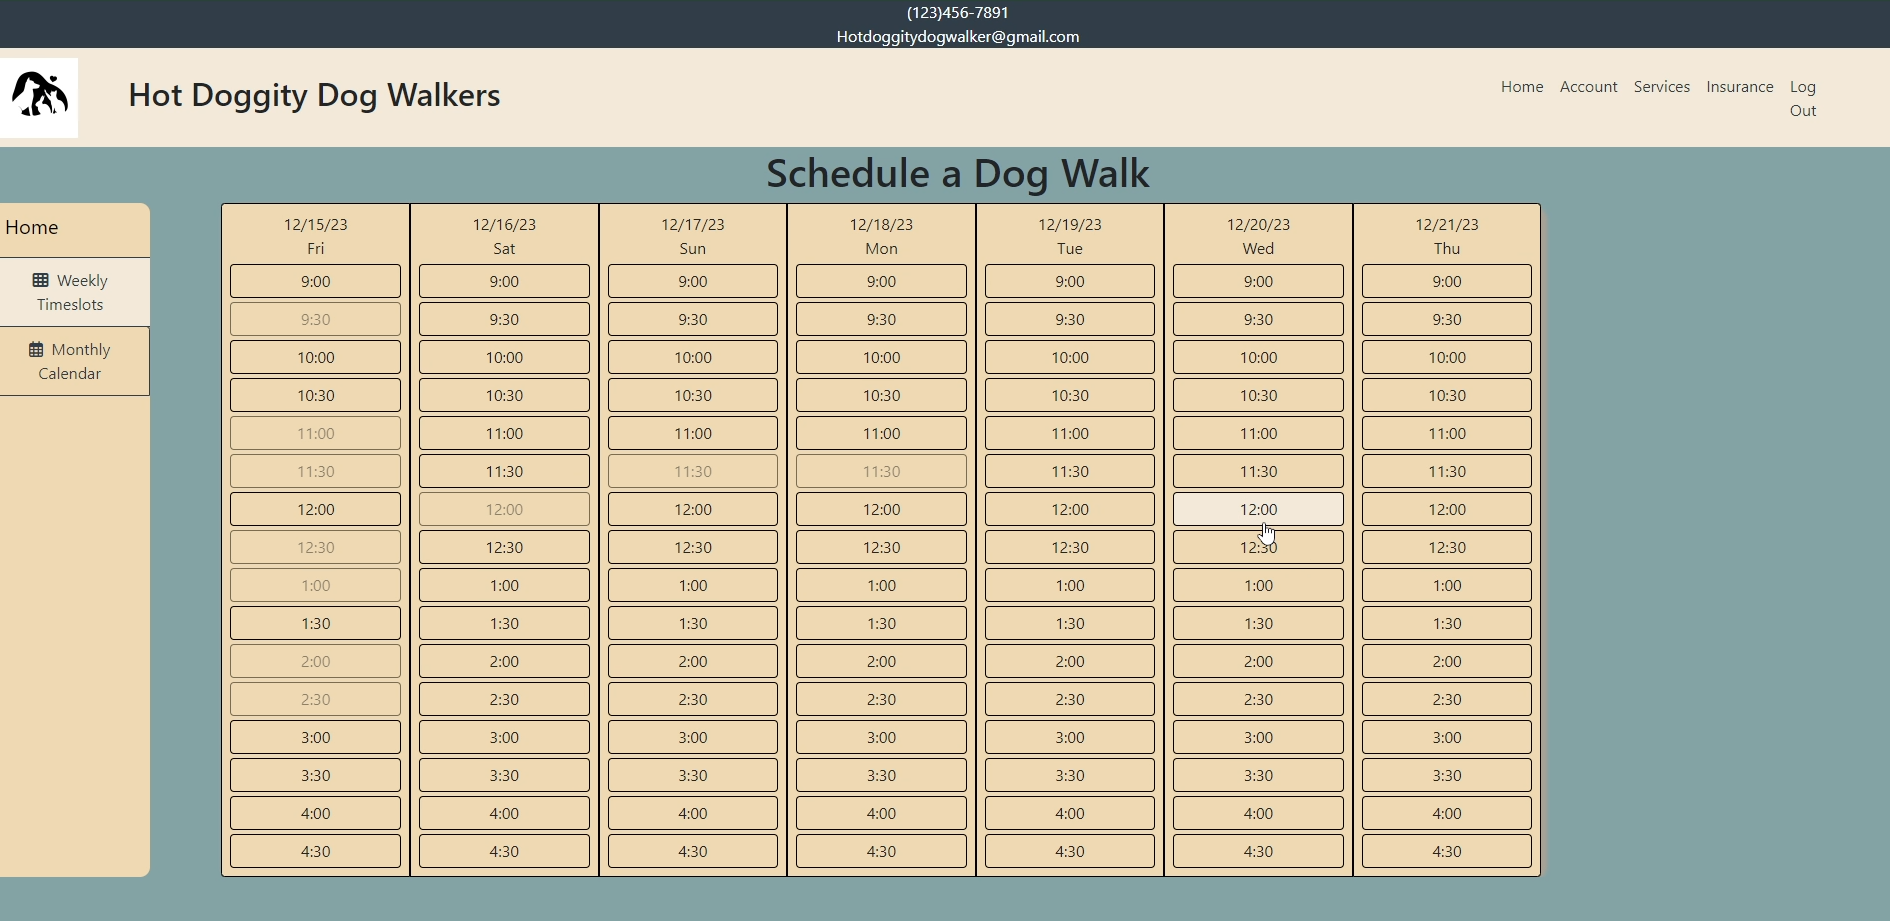 (123)456-7891
Hotdoggitydogwalker@gmail.com
Hot Doggity Dog Walkers
Home Account Services Insurance Log
Out
Schedule a Dog Walk
Home
Weekly
Timeslots
Monthly
Calendar
12/15/23 12/16/23 12/17/23 12/18/23 12/19/23 12/20/23 12/21/23
Fri Sat Sun Mon Tue Wed Thu
9:00 9:00 9:00 9:00 9:00 9:00 9:00
9:30 9:30 9:30 9:30 9:30 9:30 9:30
10:00 10:00 10:00 10:00 10:00 10:00 10:00
10:30 10:30 10:30 10:30 10:30 10:30 10:30
11:00 11:00 11:00 11:00 11:00 11:00 11:00
11:30 11:30 11:30 11:30 11:30 11:30 11:30
12:00 12:00 12:00 12:00 12:00 12:00 12:00
12:30 12:30 12:30 12:30 12:30 12:30 12:30
1:00 1:00 1:00 1:00 1:00 1:00 1:00
1:30 1:30 1:30 1:30 1:30 1:30 1:30
2:00 2:00 2:00 2:00 2:00 2:00 2:00
2:30 2:30 2:30 2:30 2:30 2:30 2:30
3:00 3:00 3:00 3:00 3:00 3:00 3:00
3:30 3:30 3:30 3:30 3:30 3:30 3:30
4:00 4:00 4:00 4:00 4:00 4:00 4:00
4:30 4:30 4:30 4:30 4:30 4:30 4:30